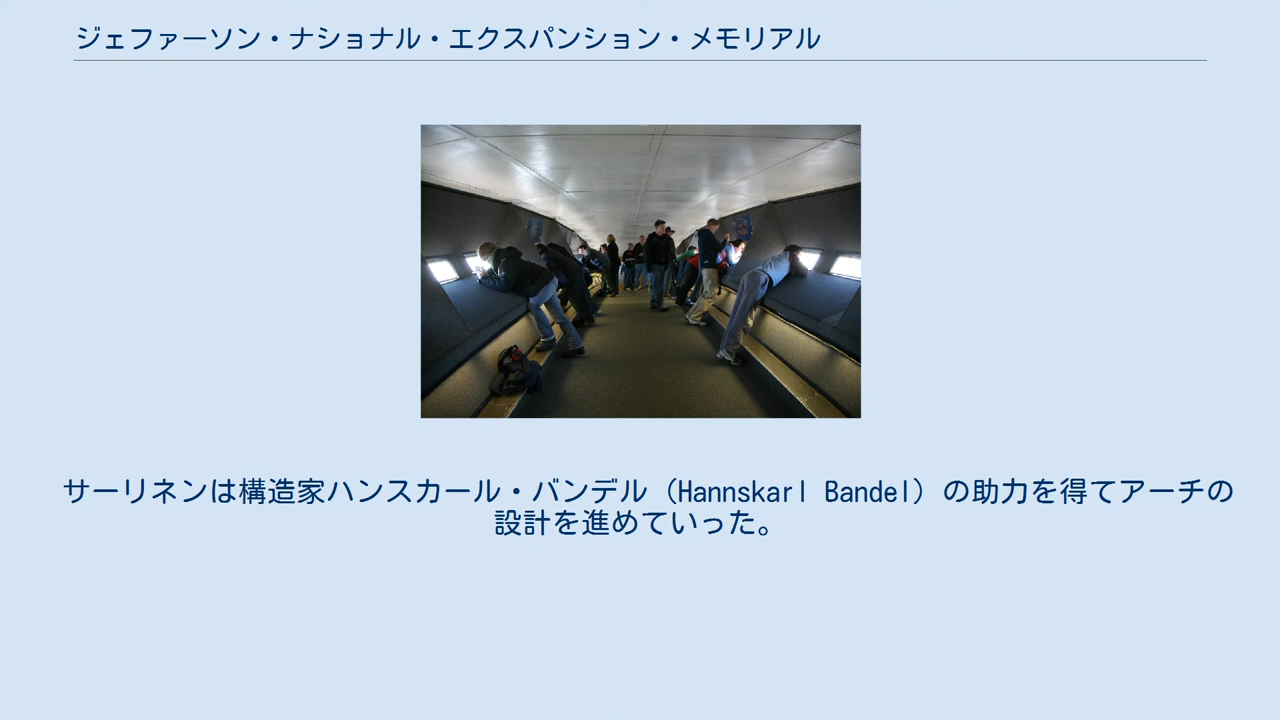 ジェファーソン・ナショナル・エクスパンション・メモリアル
サーリネンは構造家ハンスカール・バンデル（Hannskarl Bandel）の助力を得てアーチの
設計を進めていった。